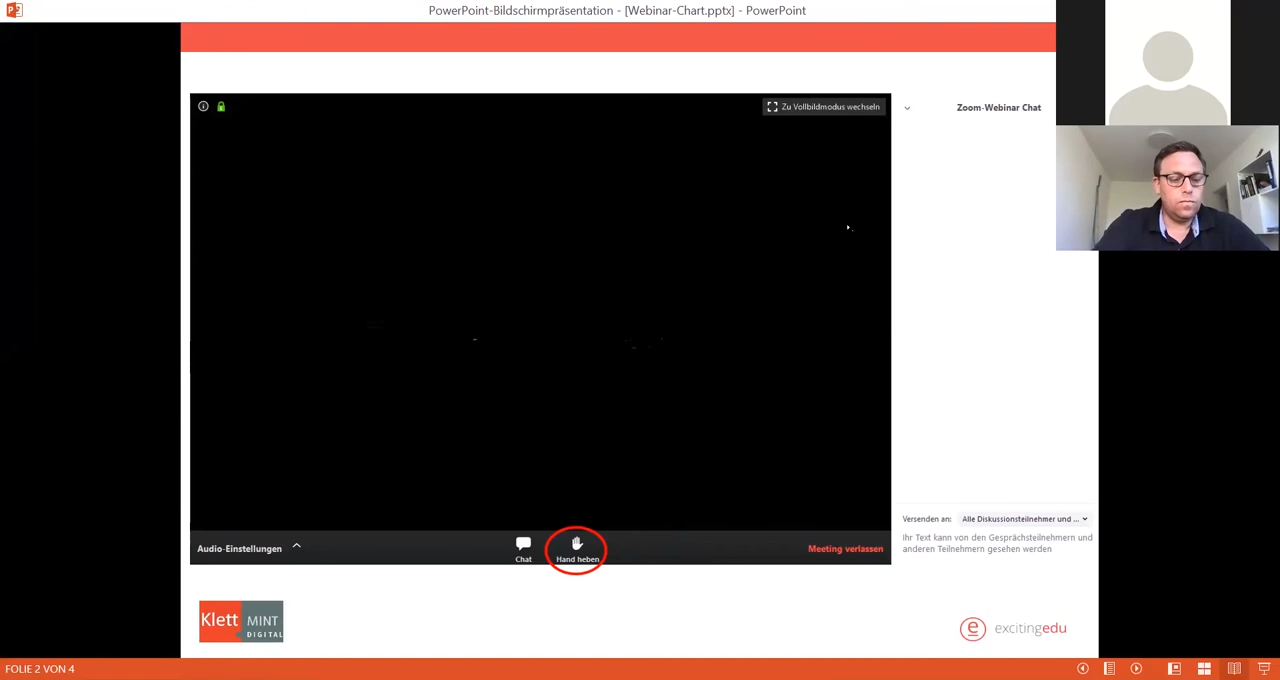 PowerPoint-Bildschirmpräsentation - [Webinar-Chart.pptx] - PowerPoint
Zu Vollbildmodus wechseln
Zoom-Webinar Chat
Versenden an: Alle Diskussionsteilnehmer und ...
Ihr Text kann von den Gesprächsteilnehmern und
anderen Teilnehmern gesehen werden
Audio-Einstellungen
Chat
Hand heben
Meeting verlassen
Klett MINT
DIGITAL
e excitingedu
FOLIE 2 VON 4